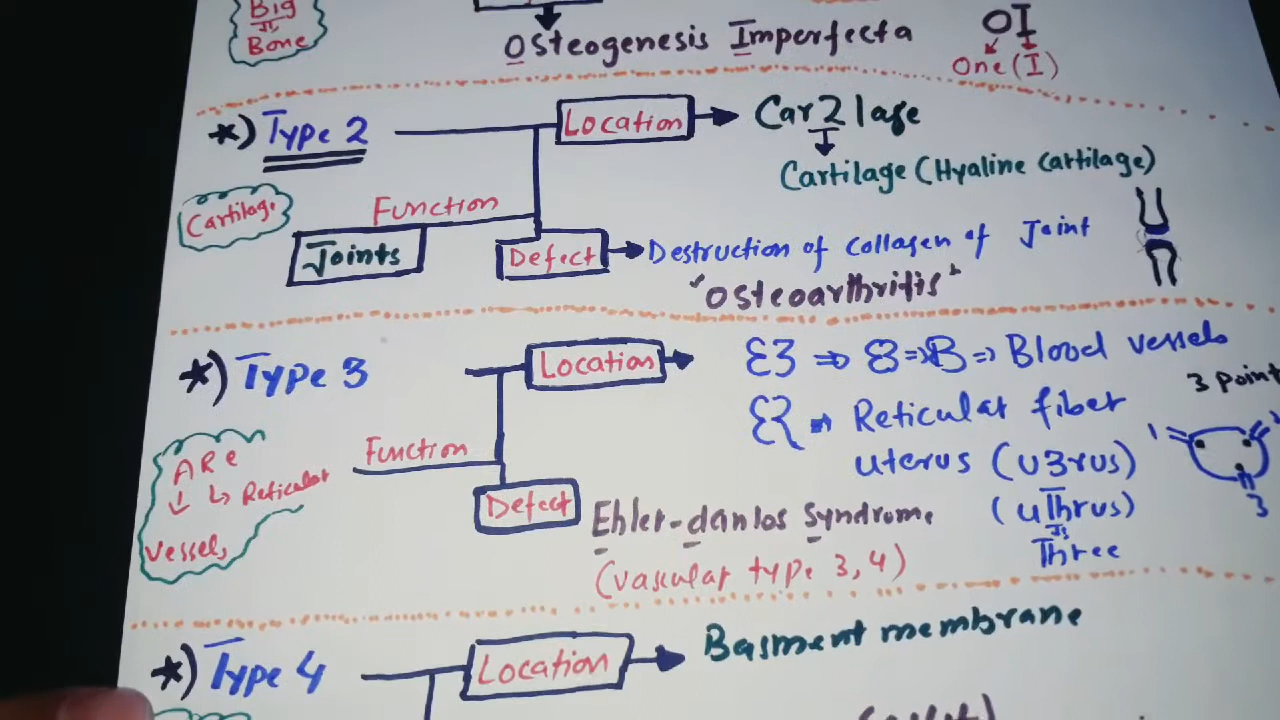 Big
Bone
Osteogenesis Imperfecta
OI
One (I)
*) Type 2
Location
Car2lage
Cartilage (Hyaline cartilage)
Cartilage
Function
Joints
Defect
Destruction of collagen of Joint
"Osteoarthritis"
*) Type 3
Location
Ɛ3 ⇒ 8 ⇒ B ⇒ Blood vessels
Reticular fiber
3 point
uterus (u3rus)
(uThrus)
Three
1
3
ARe
Reticular
vessels
Function
Defect
Ehler-danlos Syndrome
(vascular type 3,4)
*) Type 4
Location
Basment membrane